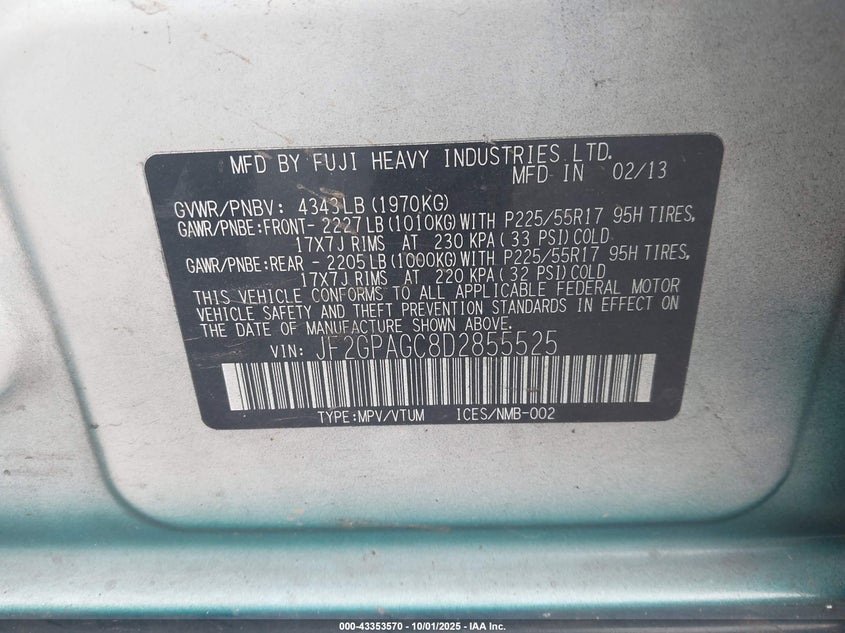 MFD BY FUJI HEAVY INDUSTRIES LTD.
MFD IN 02/13
GVWR/PNBV: 4343LB (1970KG)
GAWR/PNBE:FRONT- 2227LB(1010KG)WITH P225/55R17 95H TIRES,
17X7J RIMS AT 230 KPA(33 PSI)COLD
GAWR/PNBE:REAR - 2205LB(1000KG)WITH P225/55R17 95H TIRES,
17X7J RIMS AT 220 KPA(32 PSI)COLD
THIS VEHICLE CONFORMS TO ALL APPLICABLE FEDERAL MOTOR
VEHICLE SAFETY AND THEFT PREVENTION STANDARDS IN EFFECT ON
THE DATE OF MANUFACTURE SHOWN ABOVE.
VIN: JF2GPAGC8D2855525
TYPE:MPV/VTUM ICES/NMB-002
000-43353570 - 10/01/2025 - IAA Inc.